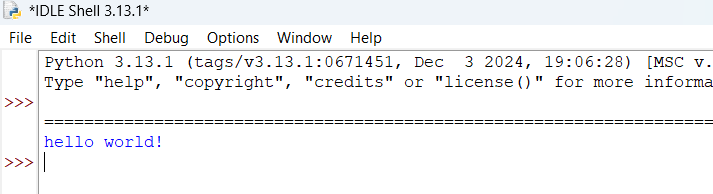 *IDLE Shell 3.13.1*
File Edit Shell Debug Options Window Help
Python 3.13.1 (tags/v3.13.1:0671451, Dec  3 2024, 19:06:28) [MSC v.
Type "help", "copyright", "credits" or "license()" for more informa
>>>
===================================================================
hello world!
>>>